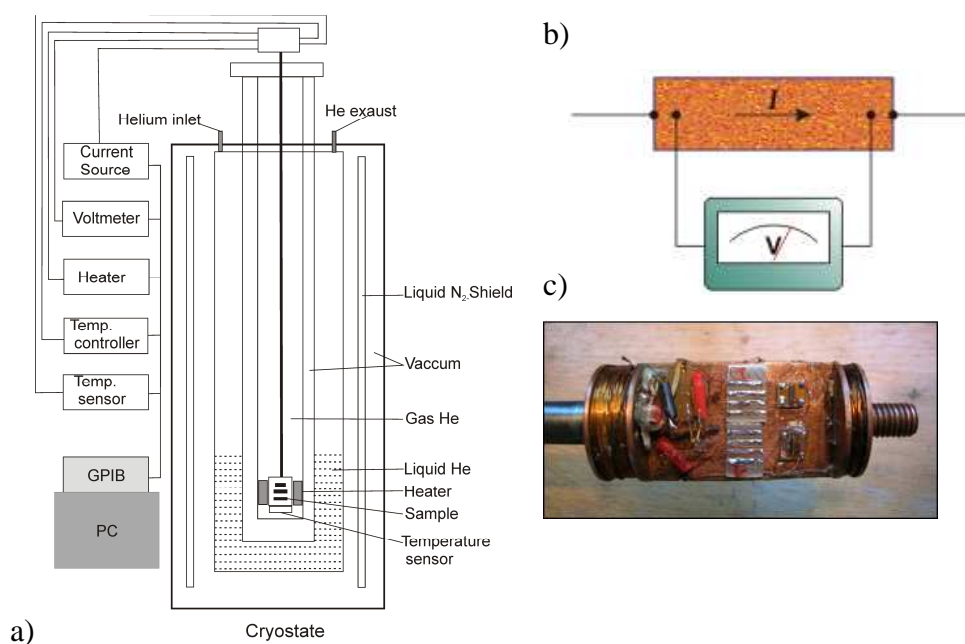 b)
I
V
c)
Helium inlet
He exaust
Current
Source
Voltmeter
Heater
Temp.
controller
Temp.
sensor
GPIB
PC
Liquid N2-Shield
Vaccum
Gas He
Liquid He
Heater
Sample
Temperature
sensor
a)
Cryostate